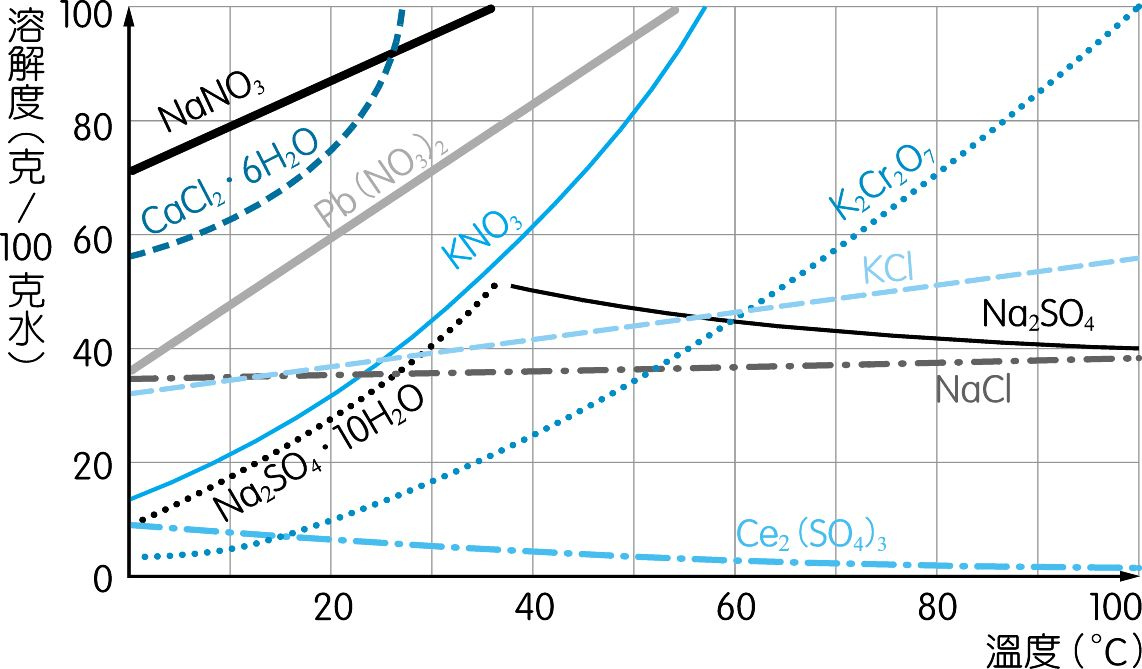 溶解度（克／100克水）
100
80
60
40
20
0
NaNO₃
CaCl₂・6H₂O
Pb(NO₃)₂
KNO₃
K₂Cr₂O₇
KCl
Na₂SO₄
NaCl
Na₂SO₄・10H₂O
Ce₂(SO₄)₃
20
40
60
80
100
溫度（°C）